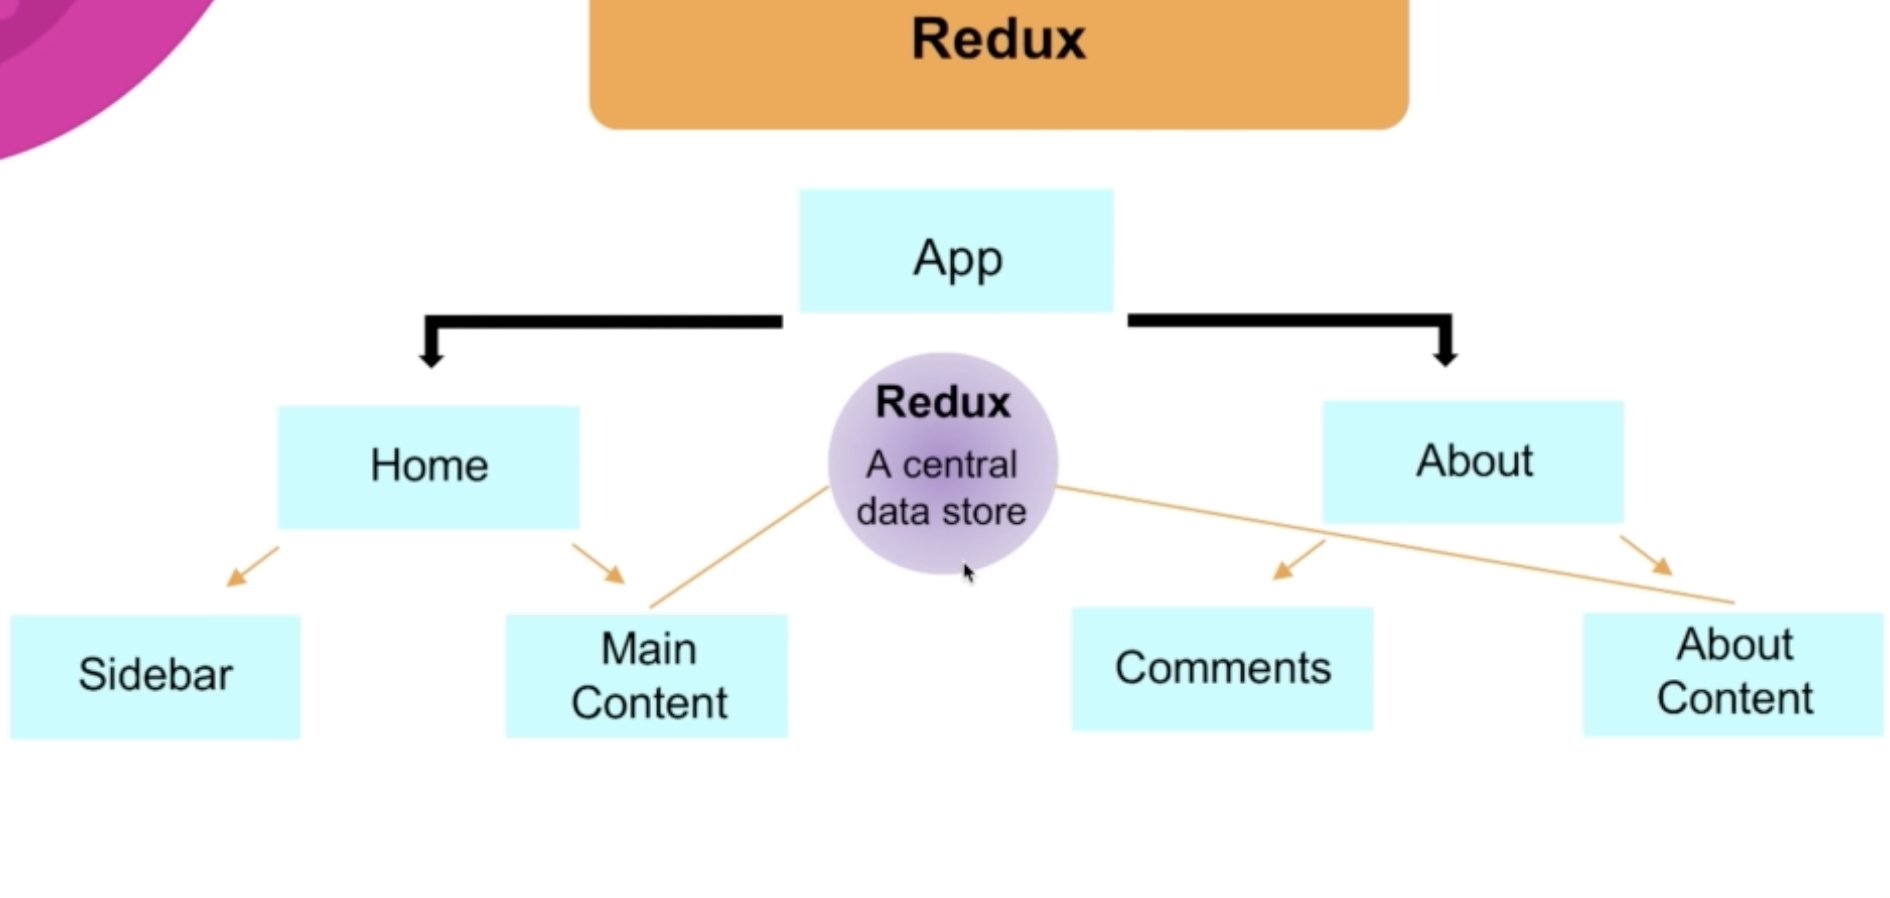 Redux
App
Redux
A central
data store
Home
About
Sidebar
Main
Content
Comments
About
Content